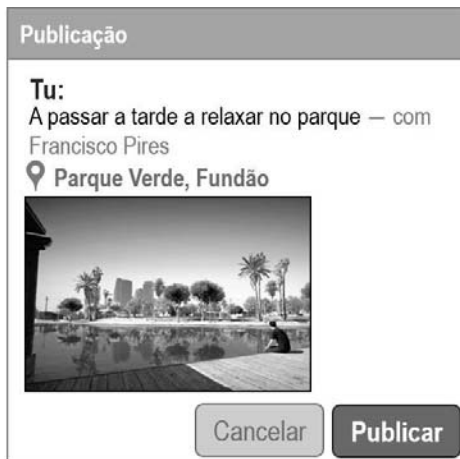 Publicação
Tu:
A passar a tarde a relaxar no parque — com
Francisco Pires
Parque Verde, Fundão
Cancelar
Publicar